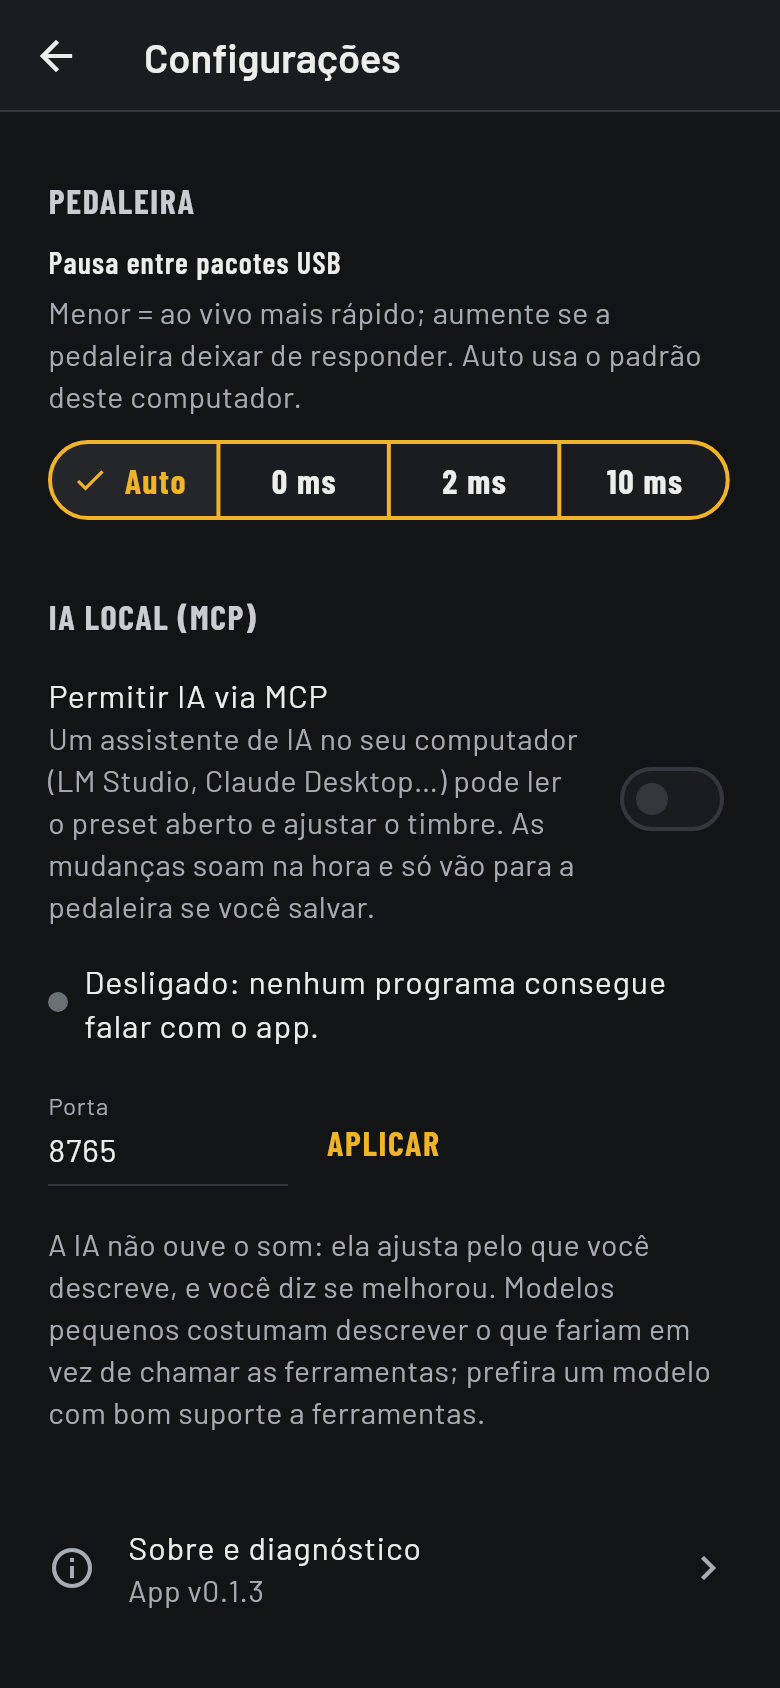 Configurações
PEDALEIRA
Pausa entre pacotes USB
Menor = ao vivo mais rápido; aumente se a
pedaleira deixar de responder. Auto usa o padrão
deste computador.
Auto
0 ms
2 ms
10 ms
IA LOCAL (MCP)
Permitir IA via MCP
Um assistente de IA no seu computador
(LM Studio, Claude Desktop...) pode ler
o preset aberto e ajustar o timbre. As
mudanças soam na hora e só vão para a
pedaleira se você salvar.
Desligado: nenhum programa consegue
falar com o app.
Porta
8765
APLICAR
A IA não ouve o som: ela ajusta pelo que você
descreve, e você diz se melhorou. Modelos
pequenos costumam descrever o que fariam em
vez de chamar as ferramentas; prefira um modelo
com bom suporte a ferramentas.
Sobre e diagnóstico
App v0.1.3